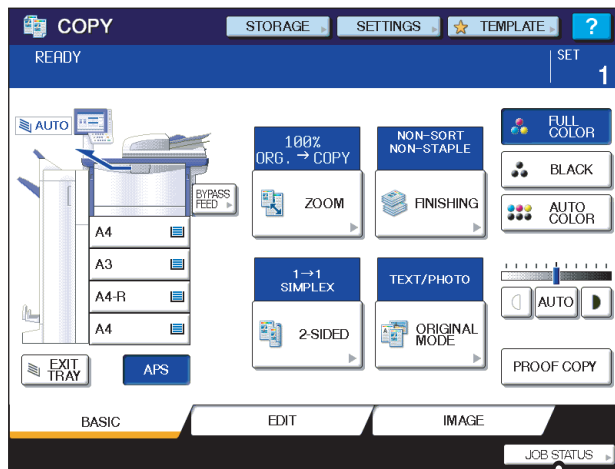 COPY
STORAGE
SETTINGS
TEMPLATE
?
READY
SET
1
AUTO
100%
ORG. → COPY
ZOOM
NON-SORT
NON-STAPLE
FINISHING
FULL
COLOR
BLACK
AUTO
COLOR
BYPASS
FEED
A4
A3
A4-R
A4
1→1
SIMPLEX
2-SIDED
TEXT/PHOTO
ORIGINAL
MODE
AUTO
EXIT
TRAY
APS
PROOF COPY
BASIC
EDIT
IMAGE
JOB STATUS